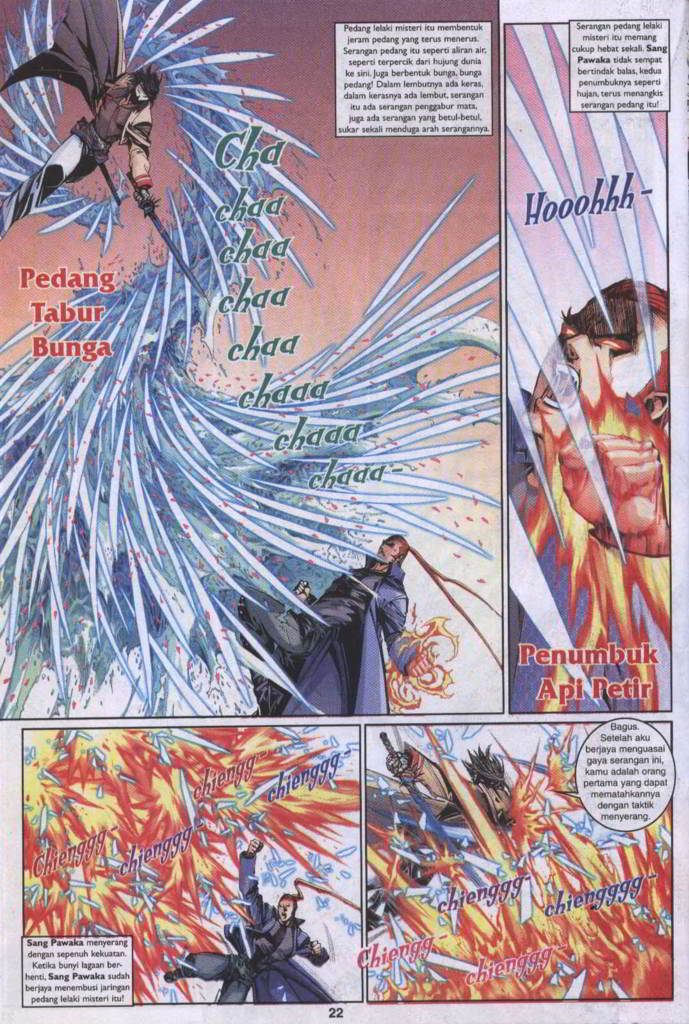 Pedang lelaki misteri itu membentuk
jeram pedang yang terus menerus.
Serangan pedang itu seperti aliran air,
seperti terpercik dari hujung dunia
ke sini. Juga berbentuk bunga, bunga
pedang! Dalam lembutnya ada keras,
dalam kerasnya ada lembut, serangan
itu ada serangan penggabur mata,
juga ada serangan yang betul-betul,
sukar sekali menduga arah serangannya.
Cha
chaa
chaa
chaa
chaa
chaaa
chaaa
chaaa-
Pedang
Tabur
Bunga
Serangan pedang lelaki
misteri itu memang
cukup hebat sekali. Sang
Pawaka tidak sempat
bertindak balas, kedua
penumbuknya seperti
hujan, terus menangkis
serangan pedang itu!
Hooohhh-
Penumbuk
Api Petir
chiengg-
chienggg-
Chienggg-
chienggg-
Sang Pawaka menyerang
dengan sepenuh kekuatan.
Ketika bunyi lagaan ber-
henti, Sang Pawaka sudah
berjaya menembusi jaringan
pedang lelaki misteri itu!
Bagus.
Setelah aku
berjaya menguasai
gaya serangan ini,
kamu adalah orang
pertama yang dapat
mematahkannya
dengan taktik
menyerang.
chienggg-
chiengggg-
Chiengg-
chienggg-
22